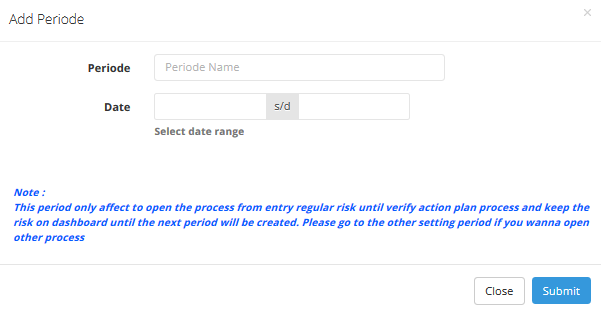 Add Periode
×
Periode
Periode Name
Date
s/d
Select date range
Note :
This period only affect to open the process from entry regular risk until verify action plan process and keep the
risk on dashboard until the next period will be created. Please go to the other setting period if you wanna open
other process
Close
Submit